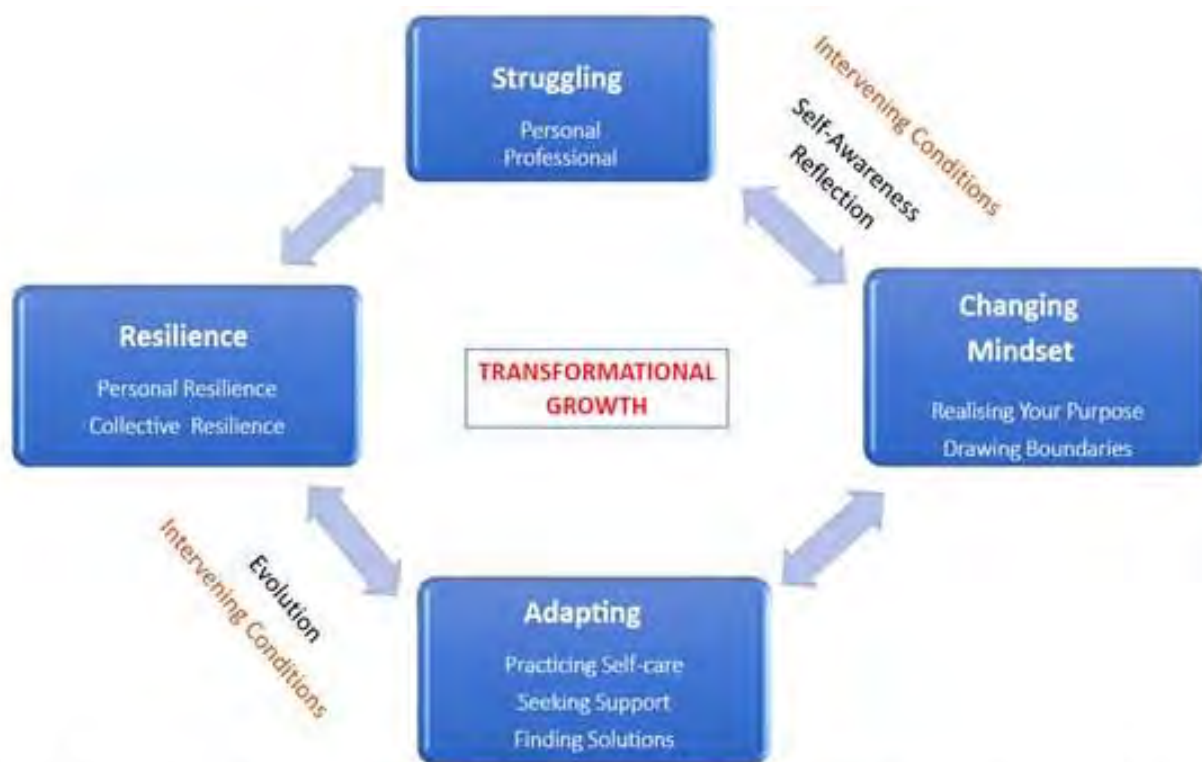 Struggling
Personal
Professional
Intervening Conditions
Self-Awareness
Reflection
Resilience
Personal Resilience
Collective Resilience
TRANSFORMATIONAL
GROWTH
Changing
Mindset
Realising Your Purpose
Drawing Boundaries
Evolution
Intervening Conditions
Adapting
Practicing Self-care
Seeking Support
Finding Solutions